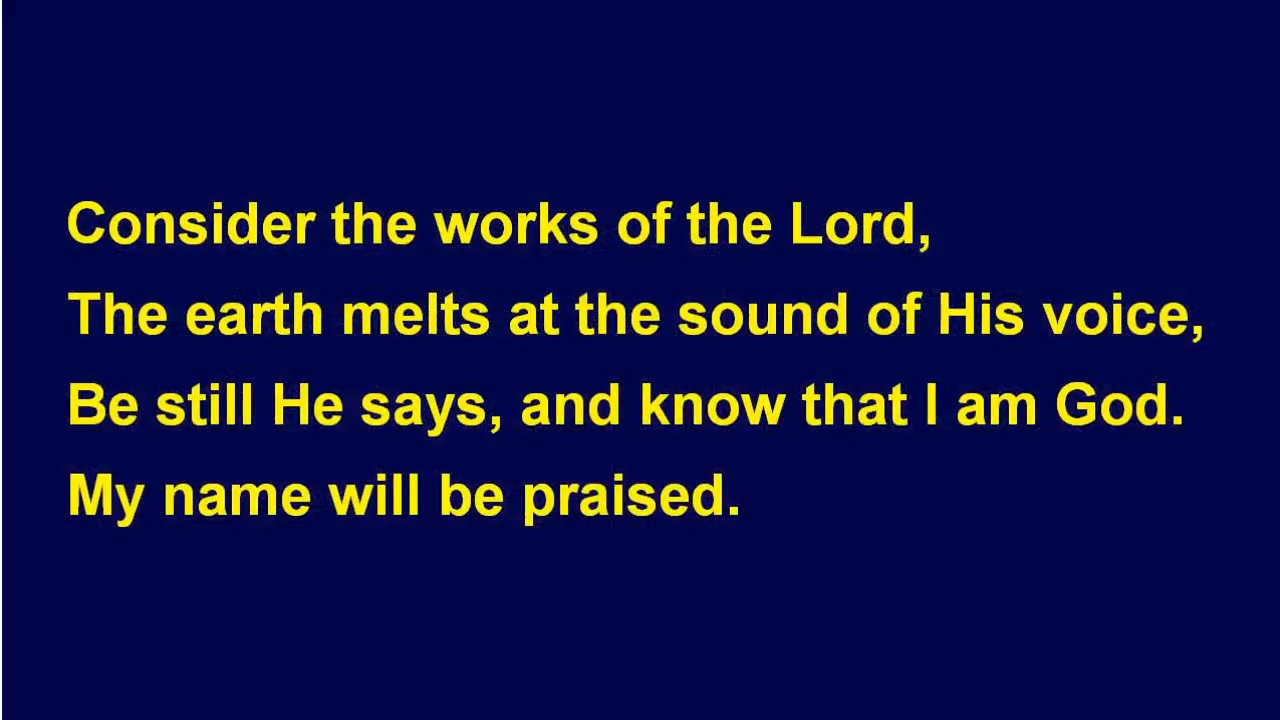 Consider the works of the Lord,
The earth melts at the sound of His voice,
Be still He says, and know that I am God.
My name will be praised.